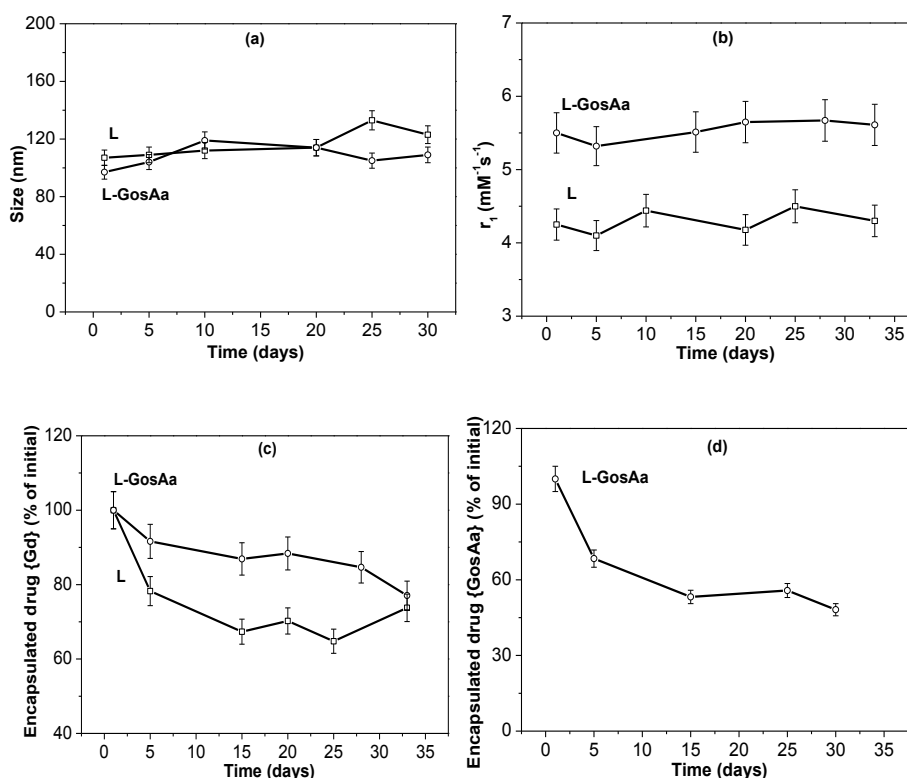 (a)
200
160
120
80
40
0
Size (nm)
L
L-GosAa
0 5 10 15 20 25 30
Time (days)
(b)
6
5
4
3
r₁ (mM⁻¹s⁻¹)
L-GosAa
L
0 5 10 15 20 25 30 35
Time (days)
(c)
120
100
80
60
40
Encapsulated drug {Gd} (% of initial)
L-GosAa
L
0 5 10 15 20 25 30 35
Time (days)
(d)
120
90
60
30
0
Encapsulated drug {GosAa} (% of initial)
L-GosAa
0 5 10 15 20 25 30 35
Time (days)